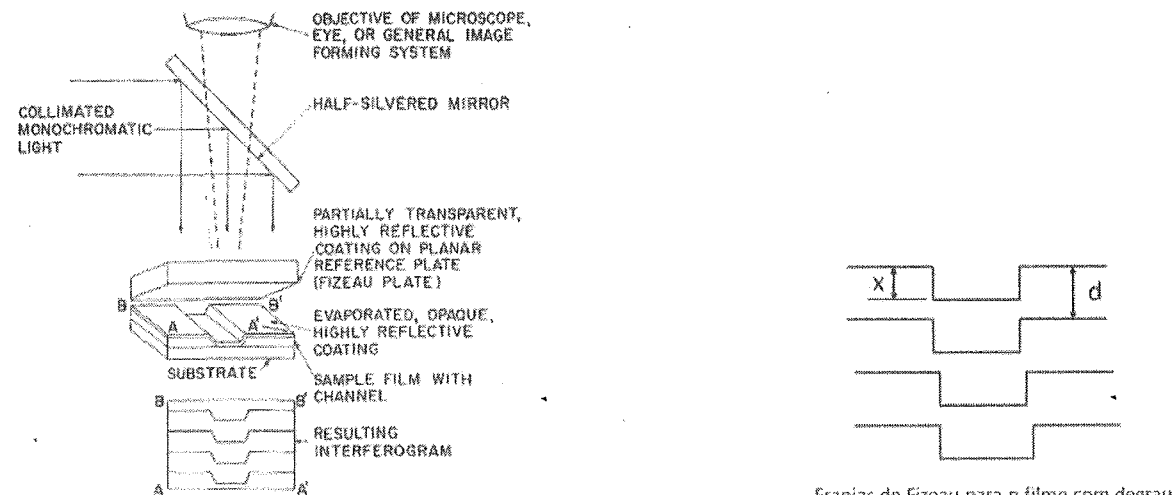 OBJECTIVE OF MICROSCOPE,
EYE, OR GENERAL IMAGE
FORMING SYSTEM
HALF-SILVERED MIRROR
COLLIMATED
MONOCHROMATIC
LIGHT
PARTIALLY TRANSPARENT,
HIGHLY REFLECTIVE
COATING ON PLANAR
REFERENCE PLATE
(FIZEAU PLATE)
B
B'
A
A'
EVAPORATED, OPAQUE,
HIGHLY REFLECTIVE
COATING
SUBSTRATE
SAMPLE FILM WITH
CHANNEL
B
B'
RESULTING
INTERFEROGRAM
A
A'
X
d
Franjas de Fizeau para o filme com degrau